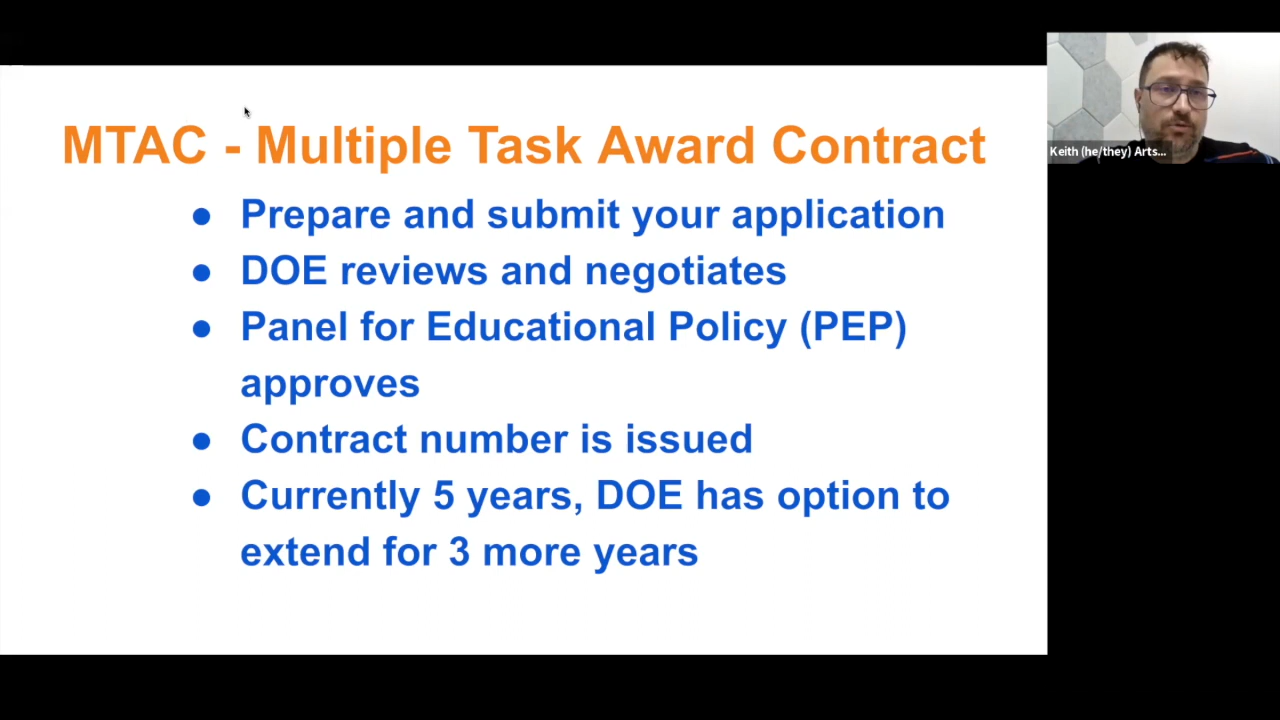 MTAC - Multiple Task Award Contract
● Prepare and submit your application
● DOE reviews and negotiates
● Panel for Educational Policy (PEP)
approves
● Contract number is issued
● Currently 5 years, DOE has option to
extend for 3 more years
Keith (he/they) Arts...